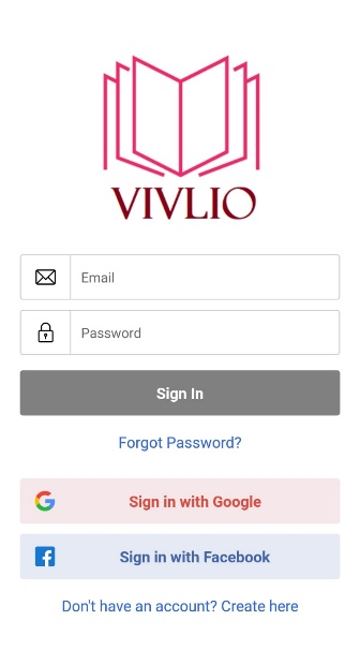 VIVLIO
Email
Password
Sign In
Forgot Password?
Sign in with Google
Sign in with Facebook
Don't have an account? Create here